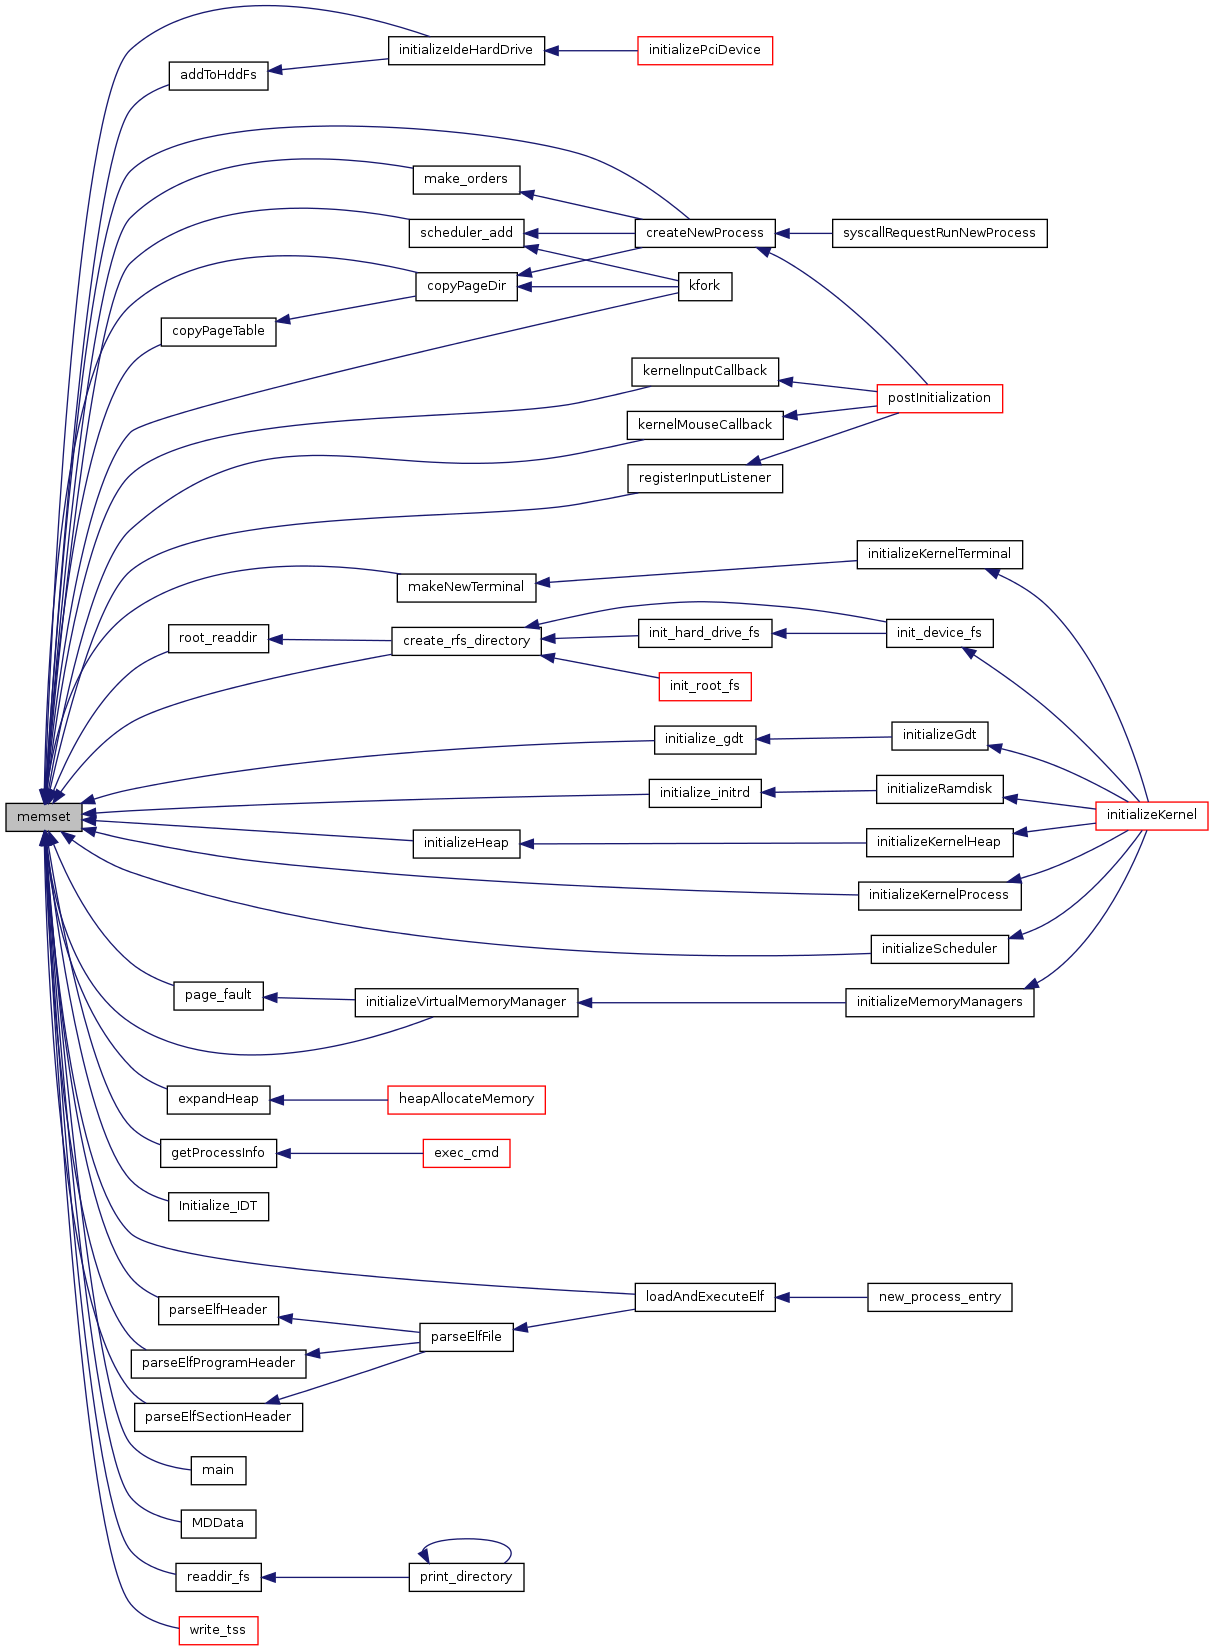 initializeIdeHardDrive
initializePciDevice
addToHddFs
make_orders
scheduler_add
createNewProcess
syscallRequestRunNewProcess
copyPageDir
kfork
copyPageTable
kernelInputCallback
postInitialization
kernelMouseCallback
registerInputListener
initializeKernelTerminal
makeNewTerminal
root_readdir
create_rfs_directory
init_hard_drive_fs
init_device_fs
init_root_fs
initialize_gdt
initializeGdt
initialize_initrd
initializeRamdisk
memset
initializeKernel
initializeHeap
initializeKernelHeap
initializeKernelProcess
initializeScheduler
page_fault
initializeVirtualMemoryManager
initializeMemoryManagers
expandHeap
heapAllocateMemory
getProcessInfo
exec_cmd
Initialize_IDT
loadAndExecuteElf
new_process_entry
parseElfHeader
parseElfFile
parseElfProgramHeader
parseElfSectionHeader
main
MDData
readdir_fs
print_directory
write_tss